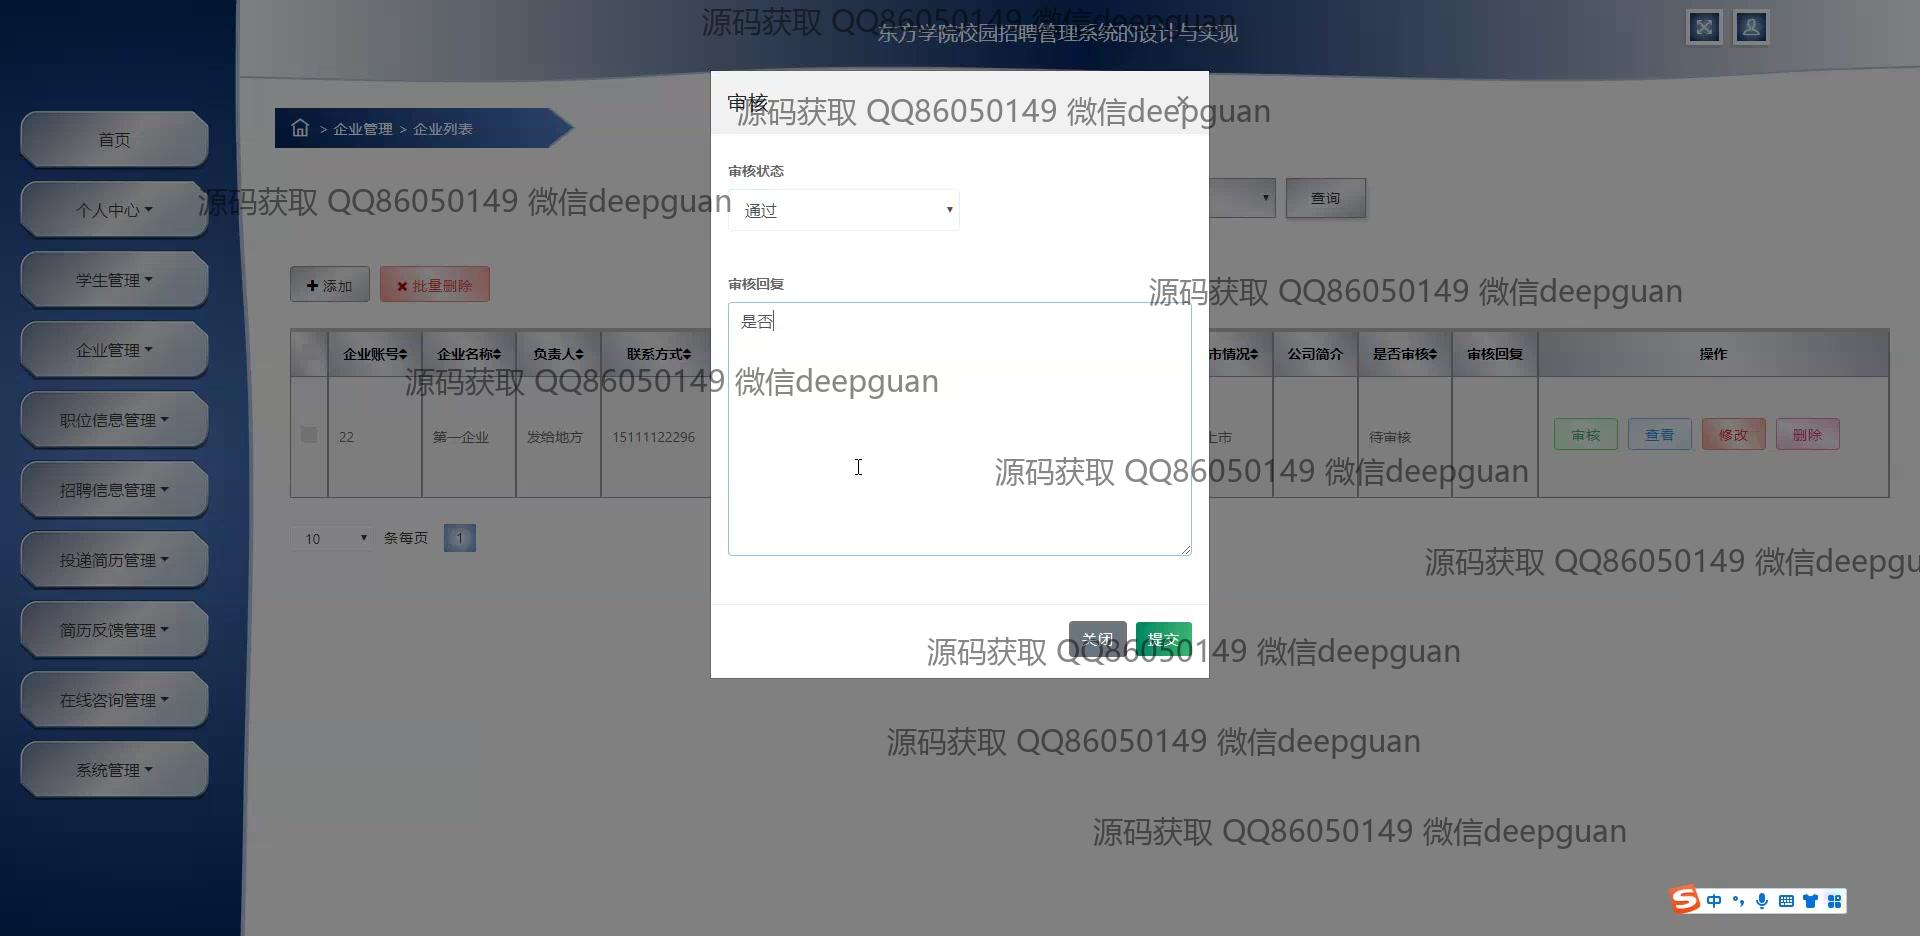 源码获取 QQ86050149 微信deepguan
东方学院校园招聘管理系统的设计与实现
首页
个人中心
学生管理
企业管理
职位信息管理
招聘信息管理
投递简历管理
简历反馈管理
在线咨询管理
系统管理
> 企业管理 > 企业列表
审核
×
源码获取 QQ86050149 微信deepguan
审核状态
通过
源码获取 QQ86050149 微信deepguan
查询
审核回复
是否
添加
批量删除
源码获取 QQ86050149 微信deepguan
企业账号 企业名称 负责人 联系方式 市情况 公司简介 是否审核 审核回复 操作
源码获取 QQ86050149 微信deepguan
22 第一企业 发给地方 15111122296 上市 待审核 审核 查看 修改 删除
源码获取 QQ86050149 微信deepguan
10 条每页 1
源码获取 QQ86050149 微信deepgu
关闭 提交
源码获取 QQ86050149 微信deepguan
源码获取 QQ86050149 微信deepguan
源码获取 QQ86050149 微信deepguan
S 中